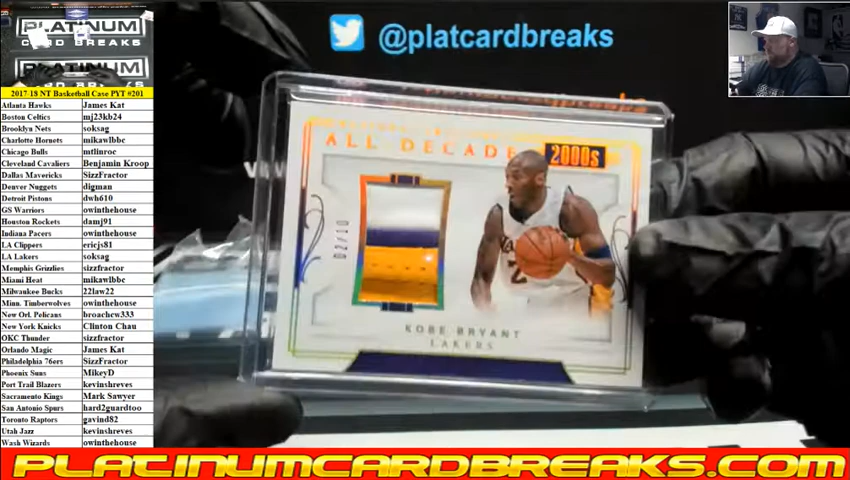 PLATINUM
CARD BREAKS
2017-18 NT Basketball Case PYT #201
Atlanta Hawks James Kat
Boston Celtics mj23kb24
Brooklyn Nets soksag
Charlotte Hornets mikawlbbc
Chicago Bulls mtlinroc
Cleveland Cavaliers Benjamin Kroop
Dallas Mavericks SizzFractor
Denver Nuggets digman
Detroit Pistons dwh610
GS Warriors owinthehouse
Houston Rockets damj91
Indiana Pacers owinthehouse
LA Clippers ericjs81
LA Lakers soksag
Memphis Grizzlies sizzfractor
Miami Heat mikawlbbc
Milwaukee Bucks 22law22
Minn. Timberwolves owinthehouse
New Orl. Pelicans broachcw333
New York Knicks Clinton Chau
OKC Thunder sizzfractor
Orlando Magic James Kat
Philadelphia 76ers SizzFractor
Phoenix Suns MikeyD
Port Trail Blazers kevinshreves
Sacramento Kings Mark Sawyer
San Antonio Spurs hard2guardtoo
Toronto Raptors gavind82
Utah Jazz kevinshreves
Wash Wizards owinthehouse
@platcardbreaks
ALL DECADE 2000s
02/10
KOBE BRYANT
LAKERS
PLATINUMCARDBREAKS.COM